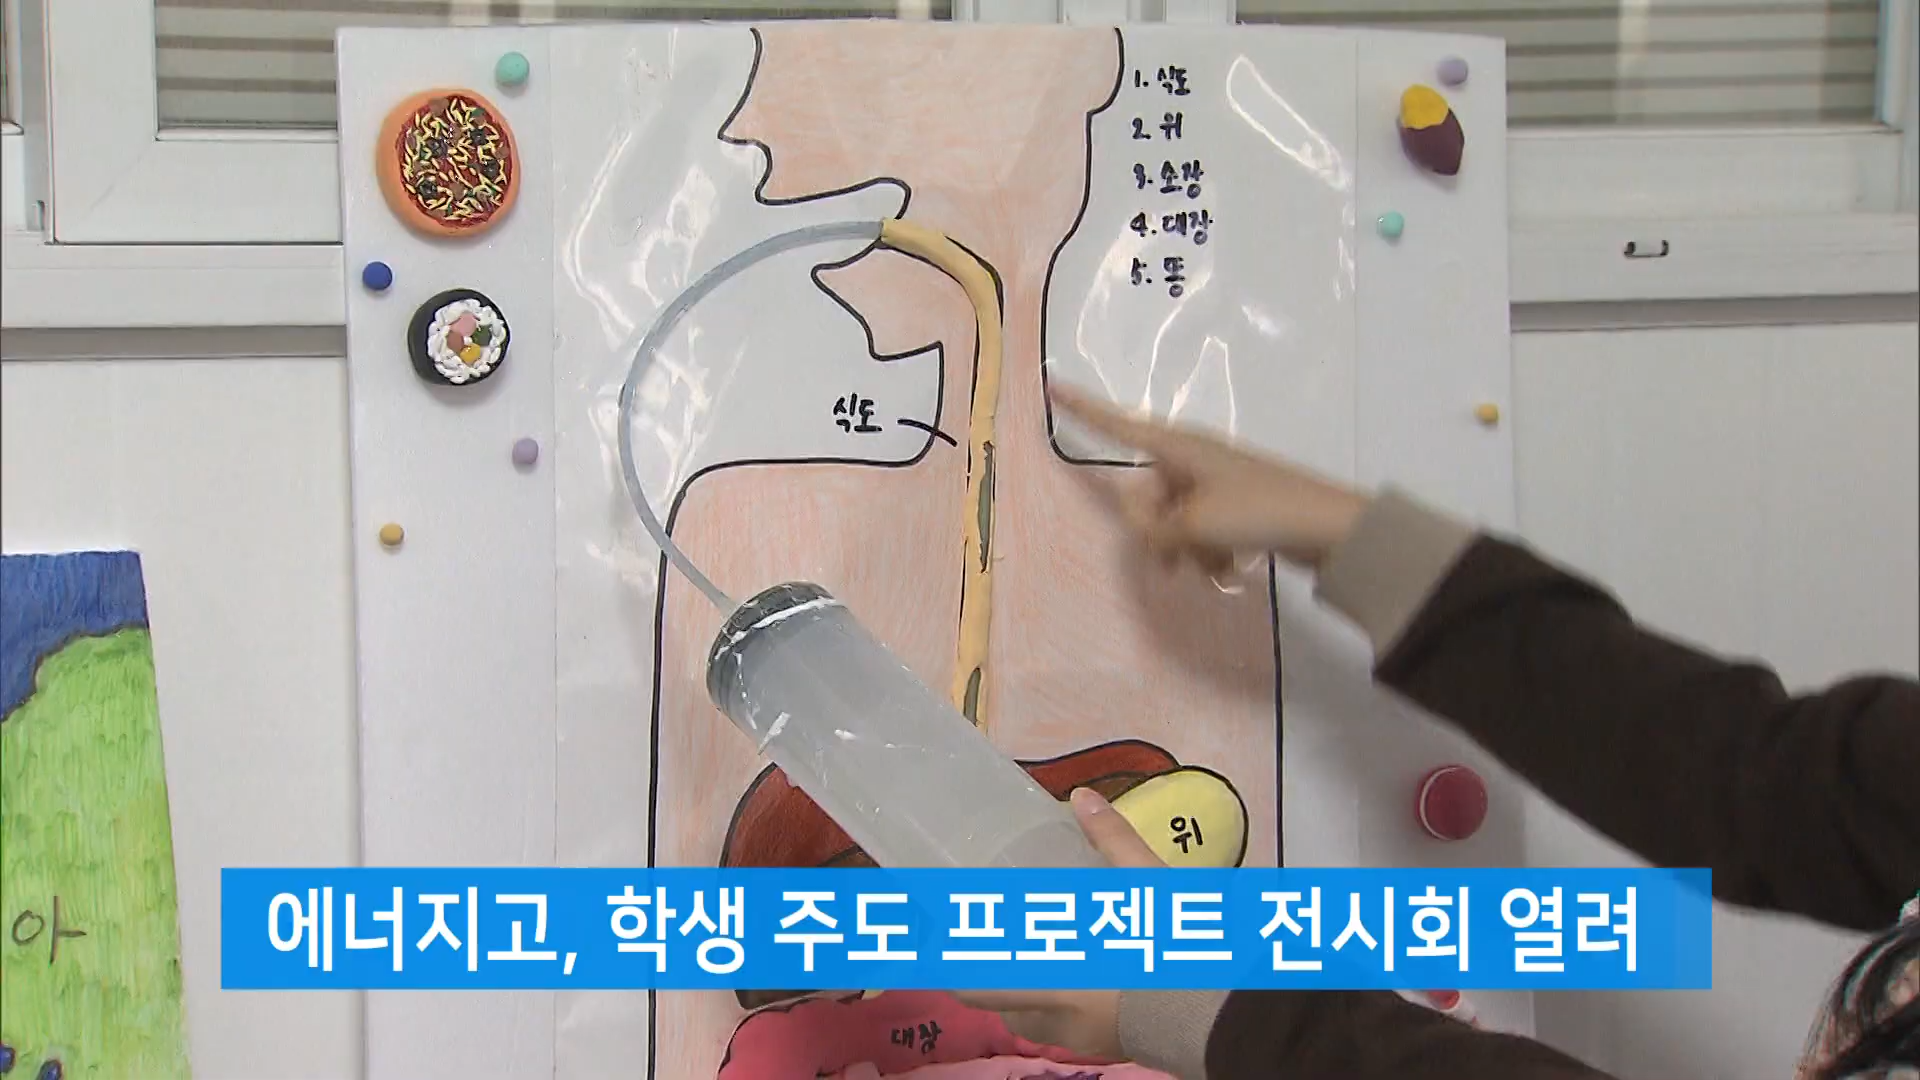 1. 식도
2. 위
3. 소장
4. 대장
5. 똥
식도
위
아
에너지고, 학생 주도 프로젝트 전시회 열려
대장